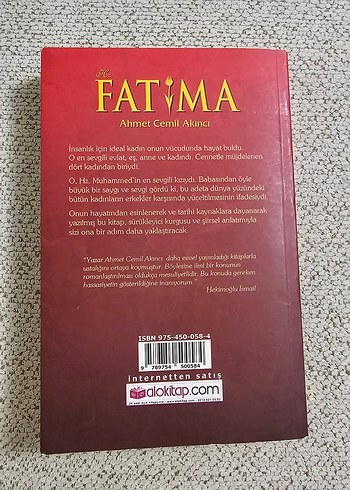 FATIMA
Ahmet Cemil Akıncı
İnsanlık için ideal kadın onun vücudunda hayat buldu.
O en sevgili evlat, eş, anne ve kadındı. Cennetle müjdelenen
dört kadından biriydi.
O, Hz. Muhammed'in en sevgili kızıydı. Babasından öyle
büyük bir saygı ve sevgi gördü ki, bu adeta dünya yüzündeki
bütün kadınların erkekler karşısında yüceltilmesinin ifadesiydi.
Onun hayatından esinlenerek ve tarihi kaynaklara dayanarak
yazılmış bu kitap, sürükleyici kurgusu ve şiirsel anlatımıyla
sizi ona bir adım daha yaklaştıracak.
"Yazar Ahmet Cemil Akıncı daha evvel yayınladığı kitaplarla
ustalığını ortaya koymuştur. Böylesine ilmi bir konunun
romanlaştırılması oldukça mesuliyetlidir. Bu konuda gereken
hassasiyetin gösterildiğine inanıyorum."
Hekimoğlu İsmail
ISBN 975-450-058-4
9 789754 500584
internetten satış
alokitap.com